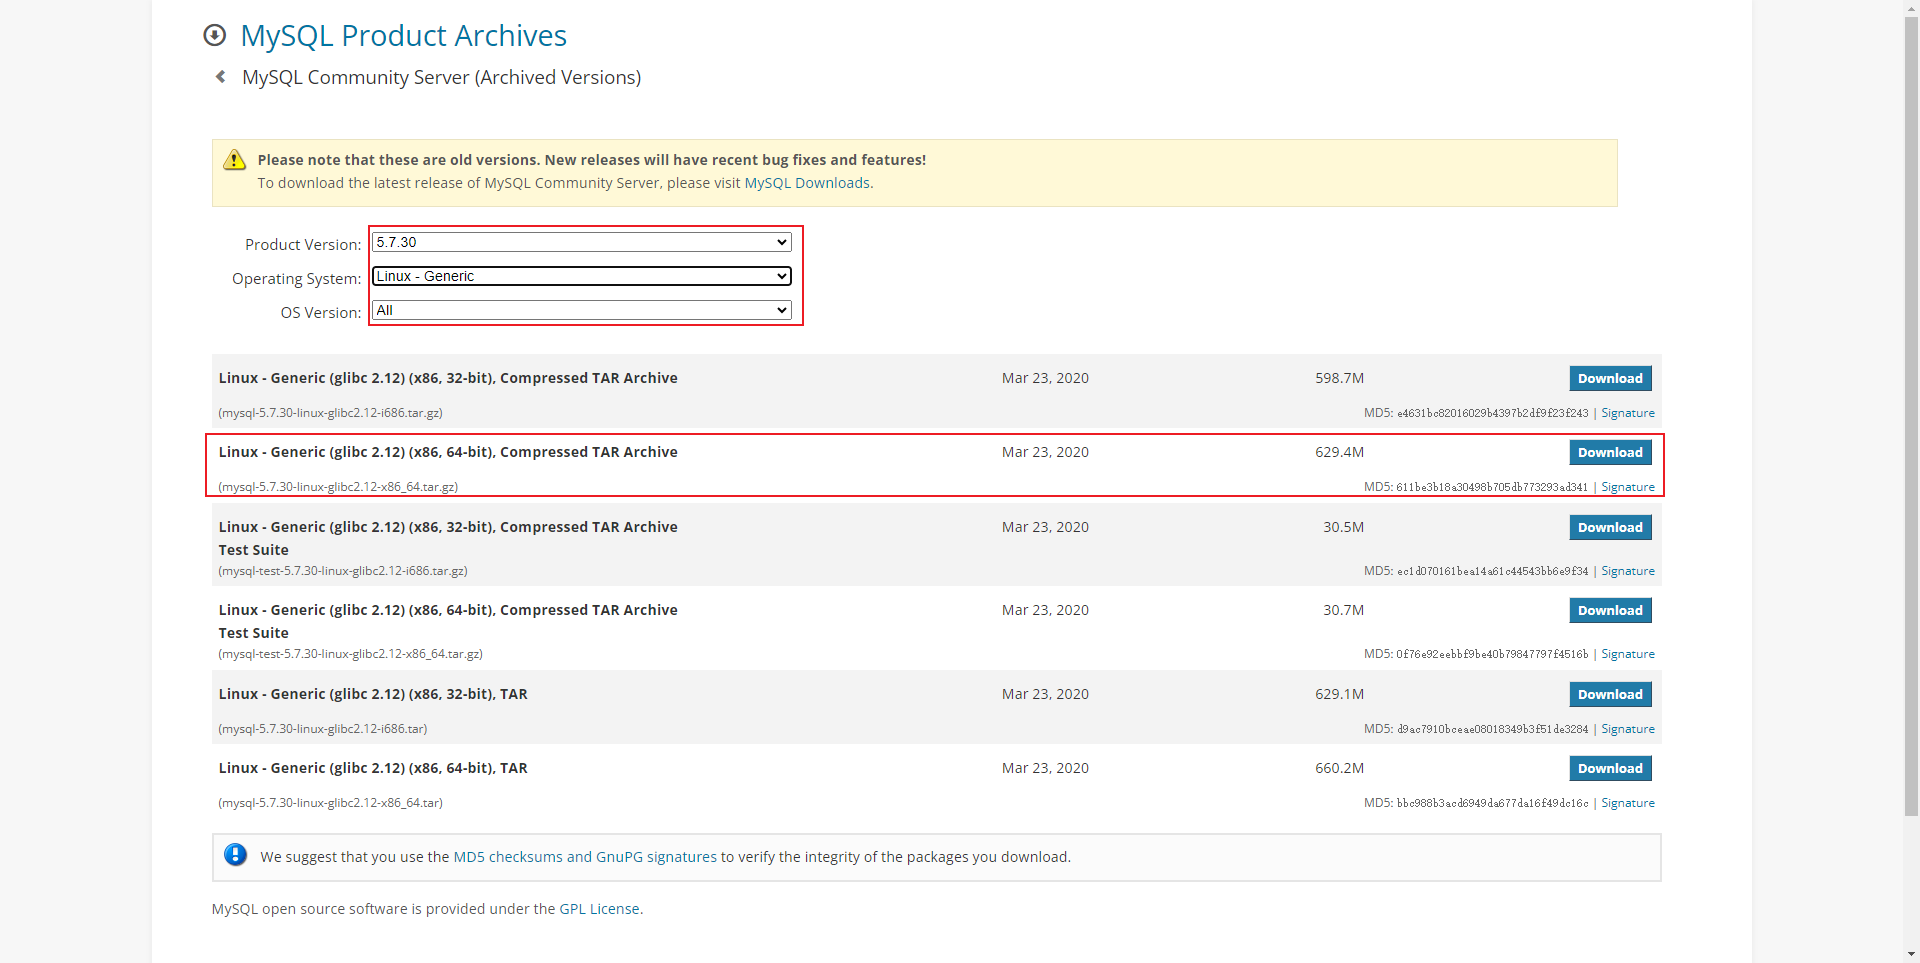 MySQL Product Archives
MySQL Community Server (Archived Versions)
Please note that these are old versions. New releases will have recent bug fixes and features!
To download the latest release of MySQL Community Server, please visit MySQL Downloads.
Product Version: 5.7.30
Operating System: Linux - Generic
OS Version: All
Linux - Generic (glibc 2.12) (x86, 32-bit), Compressed TAR Archive Mar 23, 2020 598.7M Download
(mysql-5.7.30-linux-glibc2.12-i686.tar.gz) MD5: e4631bc82016029b4397b2df9f23f243 | Signature
Linux - Generic (glibc 2.12) (x86, 64-bit), Compressed TAR Archive Mar 23, 2020 629.4M Download
(mysql-5.7.30-linux-glibc2.12-x86_64.tar.gz) MD5: 611be3b18a30498b705db773293ad341 | Signature
Linux - Generic (glibc 2.12) (x86, 32-bit), Compressed TAR Archive Mar 23, 2020 30.5M Download
Test Suite
(mysql-test-5.7.30-linux-glibc2.12-i686.tar.gz) MD5: ec1d070161bea14a61c44543bb6e9f34 | Signature
Linux - Generic (glibc 2.12) (x86, 64-bit), Compressed TAR Archive Mar 23, 2020 30.7M Download
Test Suite
(mysql-test-5.7.30-linux-glibc2.12-x86_64.tar.gz) MD5: 0f76e92eebbf9be40b79847797f4516b | Signature
Linux - Generic (glibc 2.12) (x86, 32-bit), TAR Mar 23, 2020 629.1M Download
(mysql-5.7.30-linux-glibc2.12-i686.tar) MD5: d9ac7910bceae08018349b3f51de3284 | Signature
Linux - Generic (glibc 2.12) (x86, 64-bit), TAR Mar 23, 2020 660.2M Download
(mysql-5.7.30-linux-glibc2.12-x86_64.tar) MD5: bbc988b3acd6949da677da16f49dc16c | Signature
We suggest that you use the MD5 checksums and GnuPG signatures to verify the integrity of the packages you download.
MySQL open source software is provided under the GPL License.